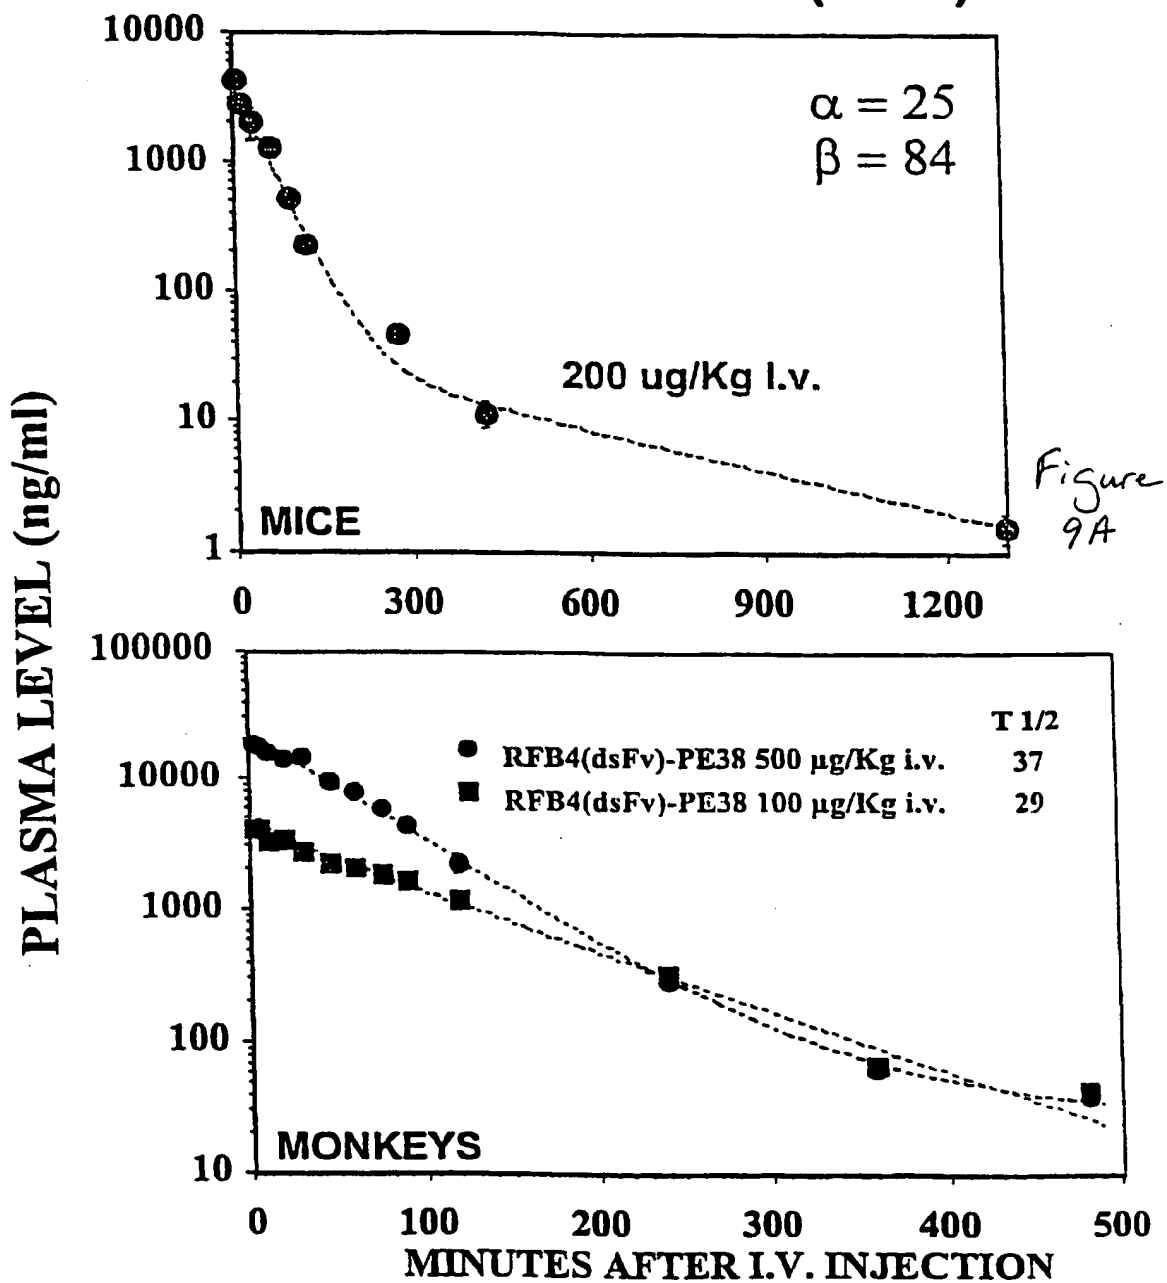 10000
α = 25
β = 84
1000
100
200 ug/Kg I.v.
10
Figure
9A
MICE
1
0 300 600 900 1200
PLASMA LEVEL (ng/ml)
100000
T 1/2
RFB4(dsFv)-PE38 500 µg/Kg i.v. 37
10000
RFB4(dsFv)-PE38 100 µg/Kg i.v. 29
1000
100
MONKEYS
10
0 100 200 300 400 500
MINUTES AFTER I.V. INJECTION